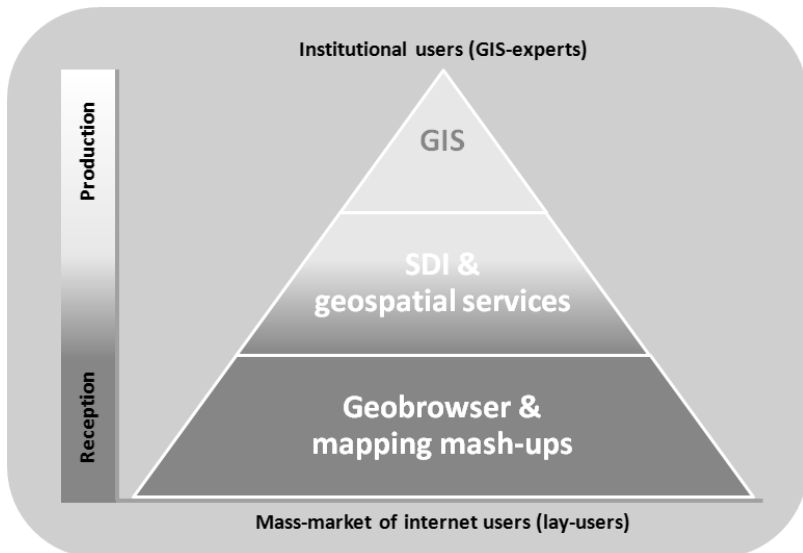 Institutional users (GIS-experts)
Production
GIS
SDI &
geospatial services
Reception
Geobrowser &
mapping mash-ups
Mass-market of internet users (lay-users)